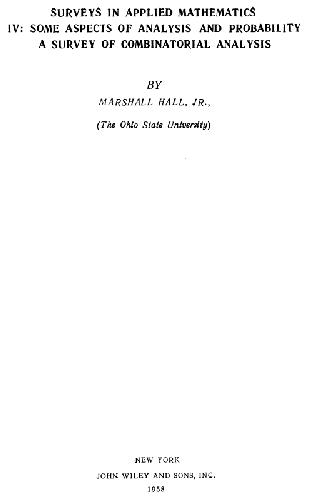 SURVEYS IN APPLIED MATHEMATICS
IV: SOME ASPECTS OF ANALYSIS AND PROBABILITY
A SURVEY OF COMBINATORIAL ANALYSIS
BY
MARSHALL HALL, JR.,
(The Ohio State University)
NEW YORK
JOHN WILEY AND SONS, INC.
1958